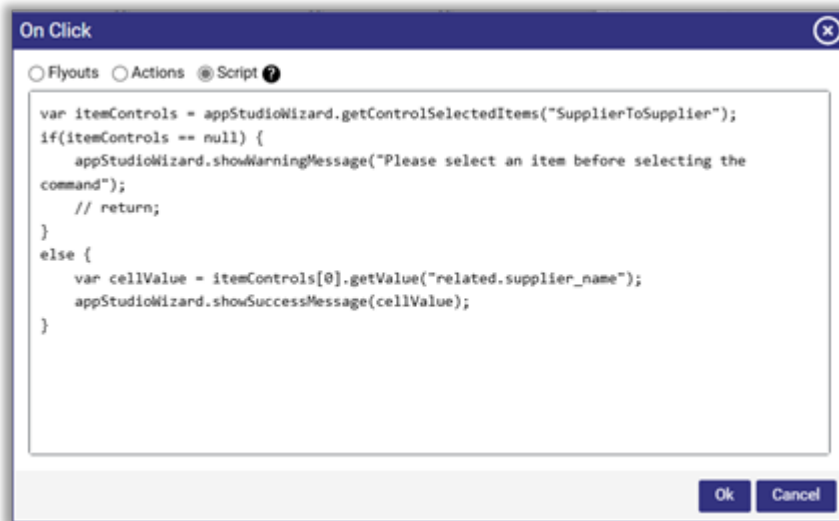 On Click
Flyouts Actions Script ?
var itemControls = appStudioWizard.getControlSelectedItems("SupplierToSupplier");
if(itemControls == null) {
    appStudioWizard.showWarningMessage("Please select an item before selecting the
command");
    // return;
}
else {
    var cellValue = itemControls[0].getValue("related.supplier_name");
    appStudioWizard.showSuccessMessage(cellValue);
}
Ok Cancel